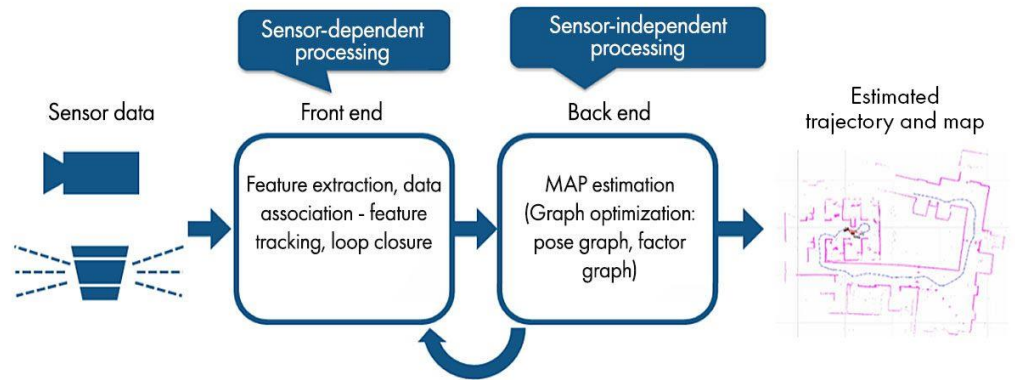 Sensor-dependent
processing
Sensor-independent
processing
Sensor data
Front end
Back end
Estimated
trajectory and map
Feature extraction, data
association - feature
tracking, loop closure
MAP estimation
(Graph optimization:
pose graph, factor
graph)